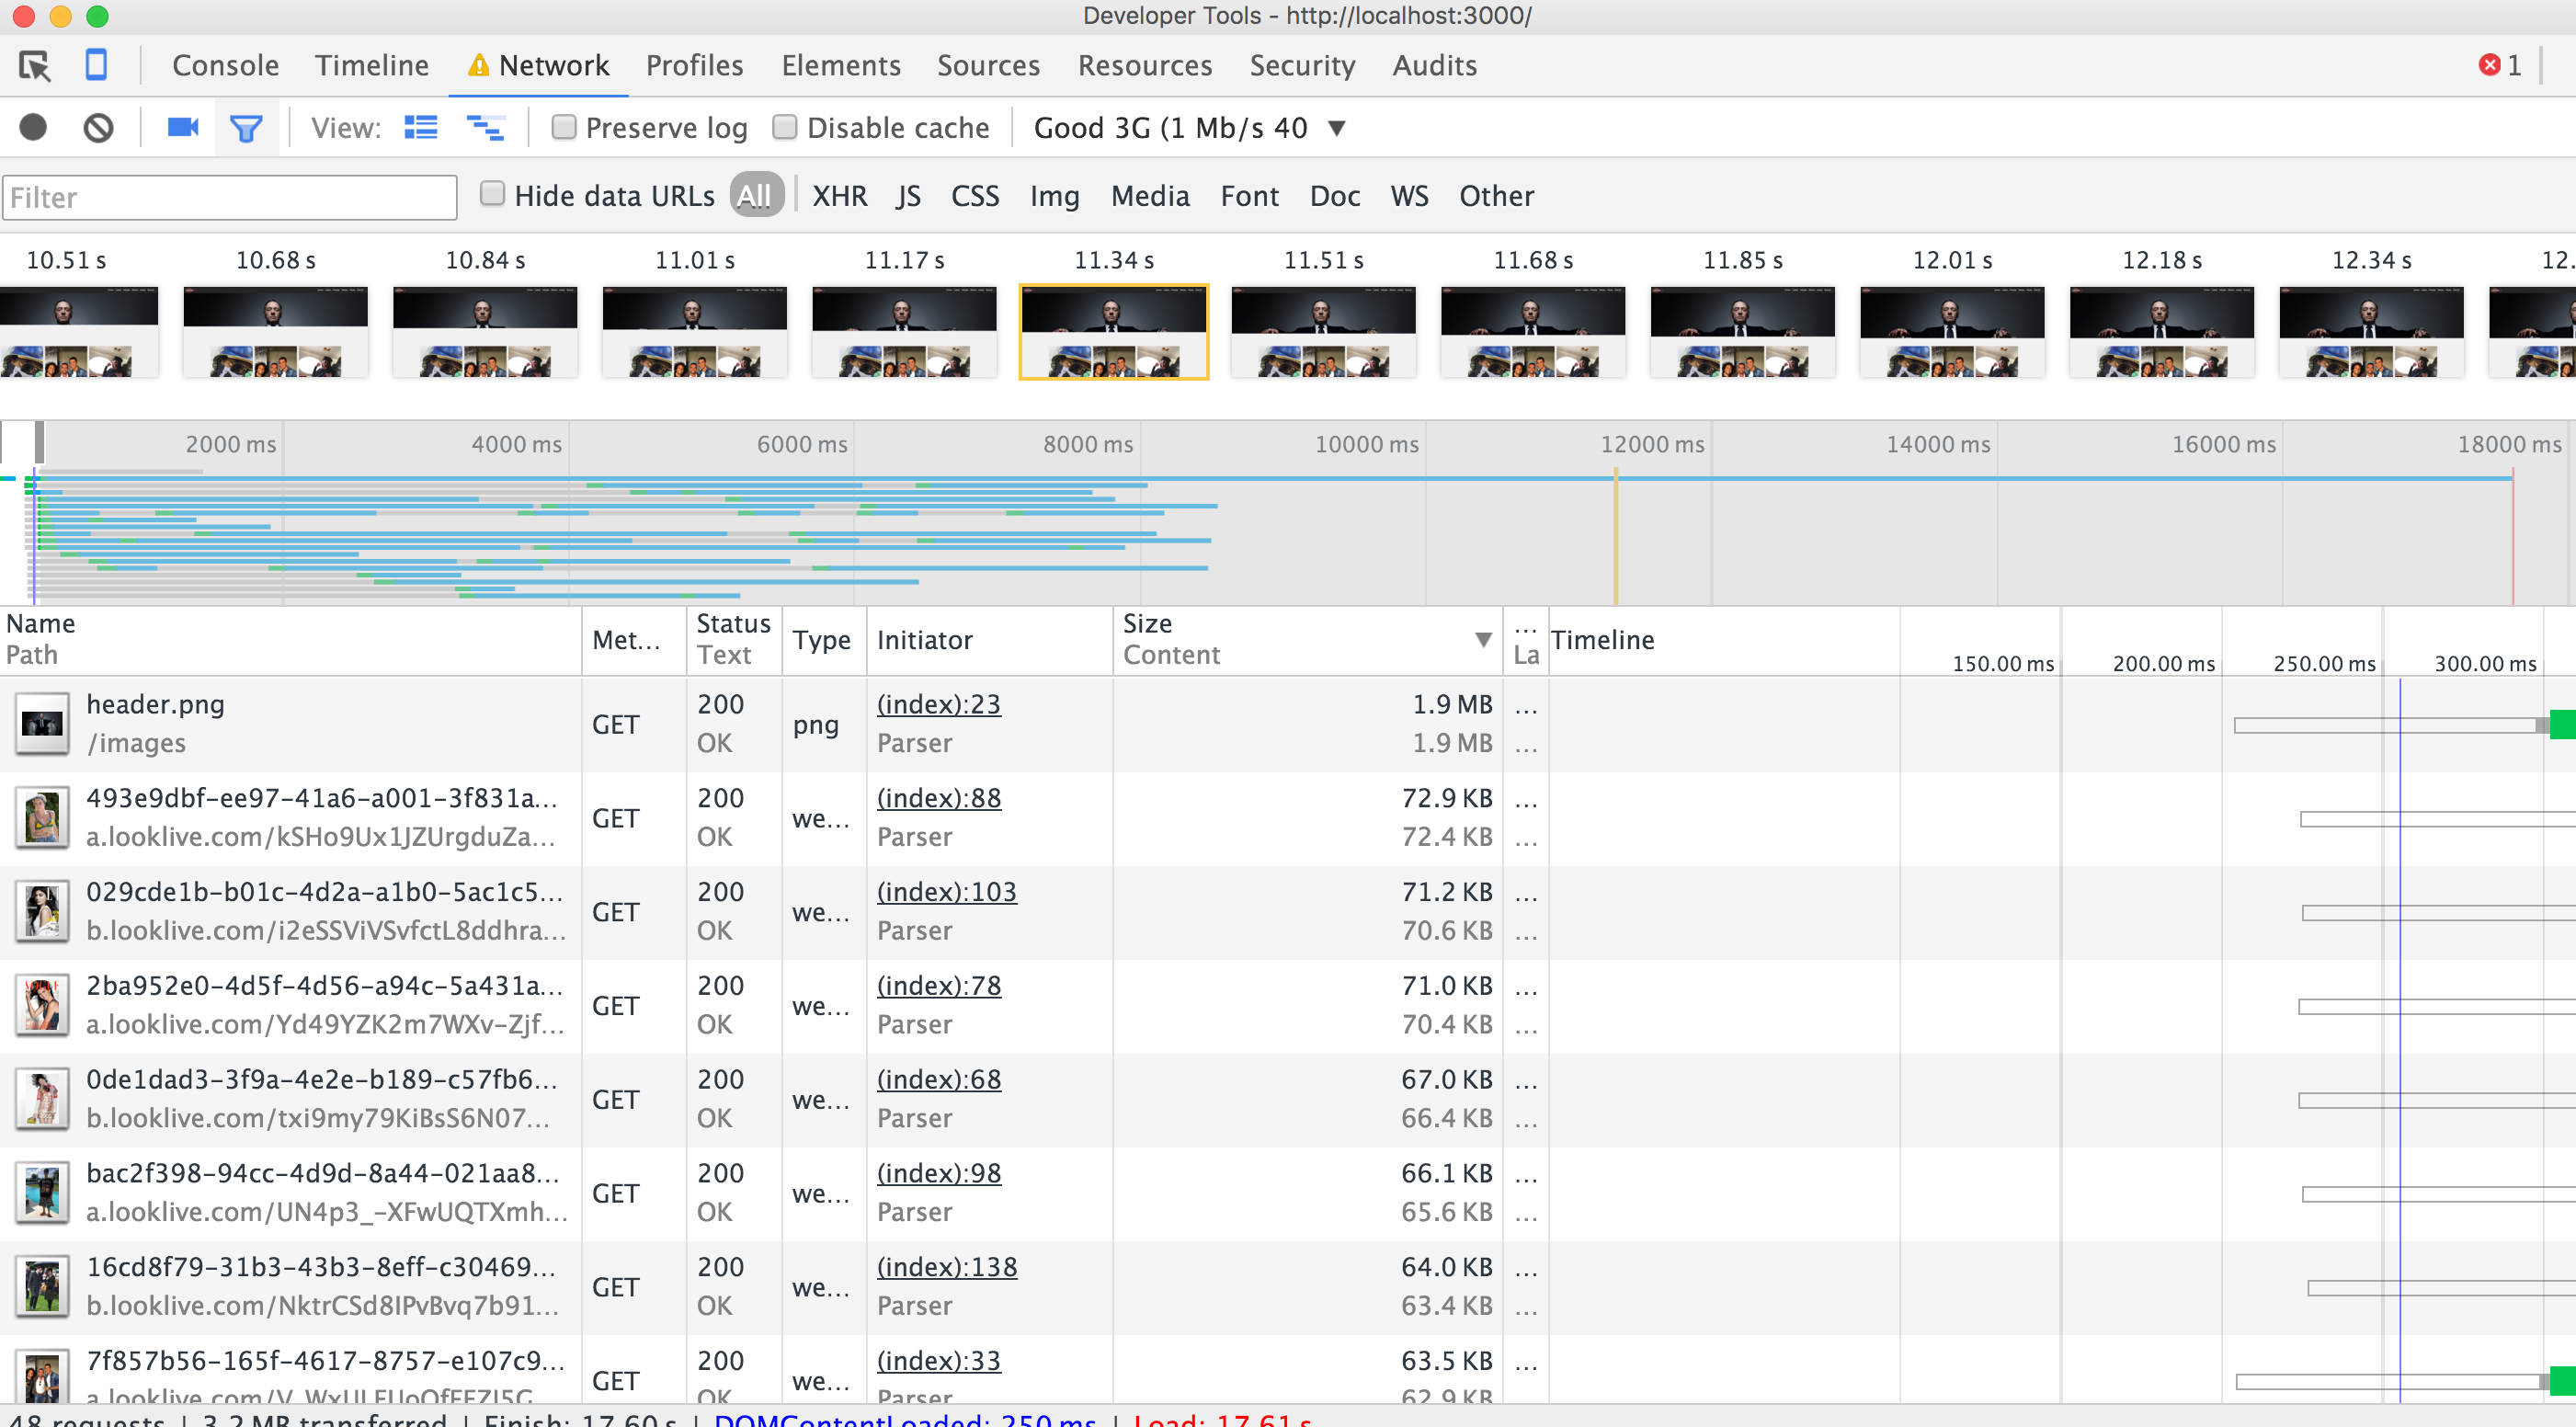 Developer Tools - http://localhost:3000/
Console Timeline Network Profiles Elements Sources Resources Security Audits 1
View: Preserve log Disable cache Good 3G (1 Mb/s 40 ▼
Filter Hide data URLs All XHR JS CSS Img Media Font Doc WS Other
10.51 s 10.68 s 10.84 s 11.01 s 11.17 s 11.34 s 11.51 s 11.68 s 11.85 s 12.01 s 12.18 s 12.34 s 12.
2000 ms 4000 ms 6000 ms 8000 ms 10000 ms 12000 ms 14000 ms 16000 ms 18000 ms
Name Met... Status Type Initiator Size ... Timeline
Path Text Content La 150.00 ms 200.00 ms 250.00 ms 300.00 ms
header.png GET 200 png (index):23 1.9 MB ...
/images OK Parser 1.9 MB ...
493e9dbf-ee97-41a6-a001-3f831a... GET 200 we... (index):88 72.9 KB ...
a.looklive.com/kSHo9Ux1JZUrgduZa... OK Parser 72.4 KB ...
029cde1b-b01c-4d2a-a1b0-5ac1c5... GET 200 we... (index):103 71.2 KB ...
b.looklive.com/i2eSSViVSvfctL8ddhra... OK Parser 70.6 KB ...
2ba952e0-4d5f-4d56-a94c-5a431a... GET 200 we... (index):78 71.0 KB ...
a.looklive.com/Yd49YZK2m7WXv-Zjf... OK Parser 70.4 KB ...
0de1dad3-3f9a-4e2e-b189-c57fb6... GET 200 we... (index):68 67.0 KB ...
b.looklive.com/txi9my79KiBsS6N07... OK Parser 66.4 KB ...
bac2f398-94cc-4d9d-8a44-021aa8... GET 200 we... (index):98 66.1 KB ...
a.looklive.com/UN4p3_-XFwUQTXmh... OK Parser 65.6 KB ...
16cd8f79-31b3-43b3-8eff-c30469... GET 200 we... (index):138 64.0 KB ...
b.looklive.com/NktrCSd8IPvBvq7b91... OK Parser 63.4 KB ...
7f857b56-165f-4617-8757-e107c9... GET 200 we... (index):33 63.5 KB ...
OK Parser 62.9 KB ...
48 requests | 3.2 MB transferred | Finish: 17.60 s | DOMContentLoaded: 250 ms | Load: 17.61 s